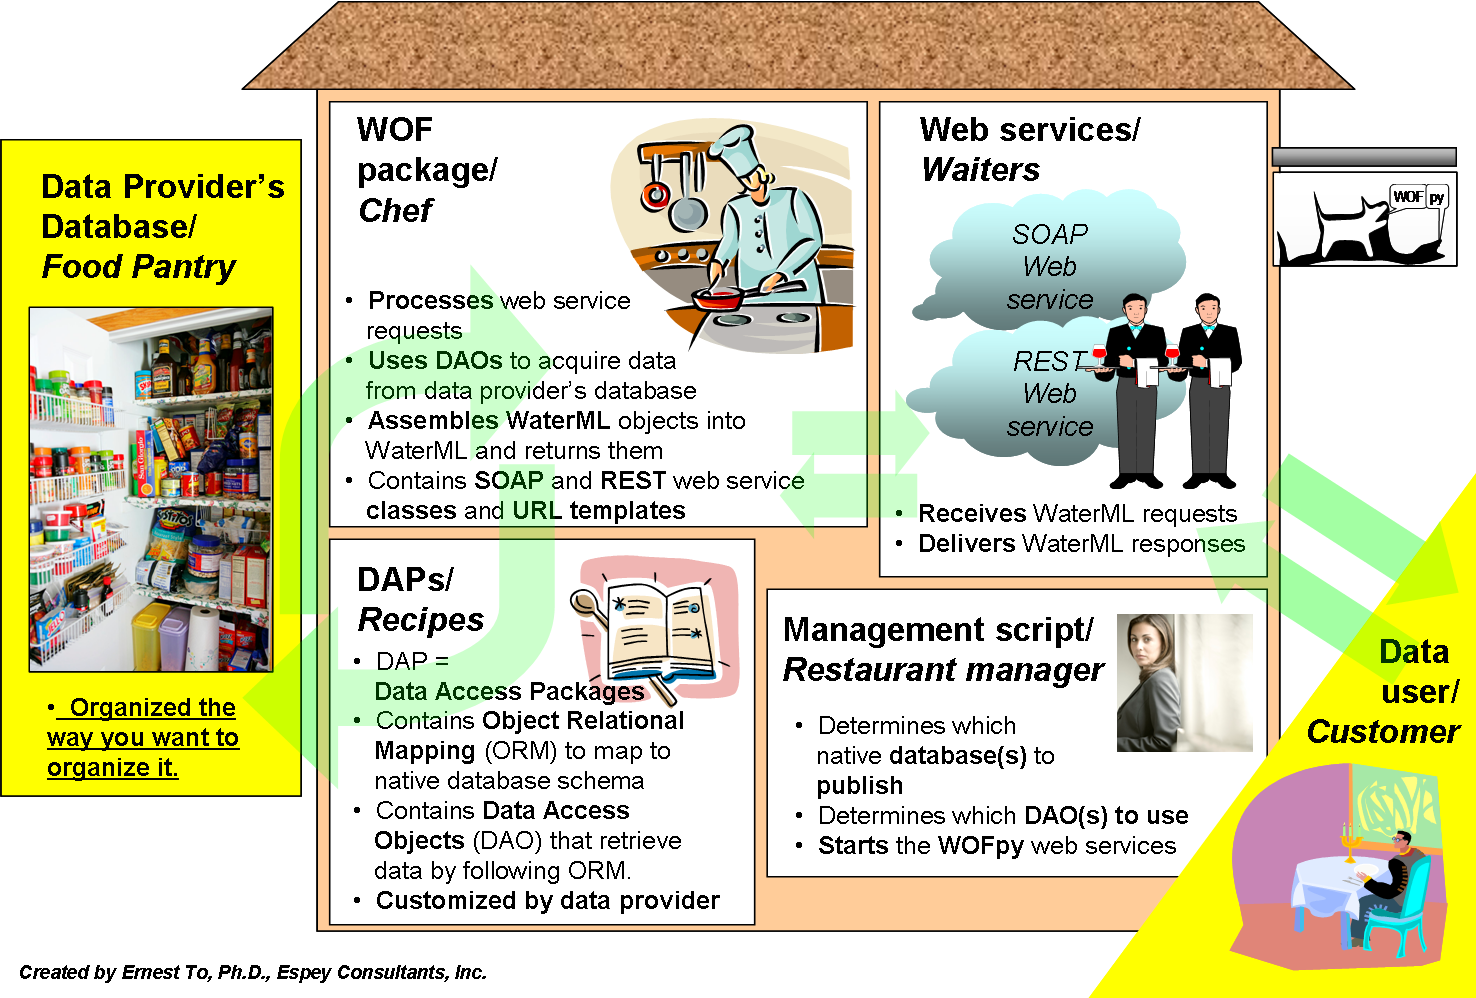 Data Provider's
Database/
Food Pantry
• Organized the
way you want to
organize it.
WOF
package/
Chef
• Processes web service
requests
• Uses DAOs to acquire data
from data provider's database
• Assembles WaterML objects into
WaterML and returns them
• Contains SOAP and REST web service
classes and URL templates
DAPs/
Recipes
• DAP =
Data Access Packages
• Contains Object Relational
Mapping (ORM) to map to
native database schema
• Contains Data Access
Objects (DAO) that retrieve
data by following ORM.
• Customized by data provider
Web services/
Waiters
SOAP
Web
service
REST
Web
service
• Receives WaterML requests
• Delivers WaterML responses
WOF py
Management script/
Restaurant manager
• Determines which
native database(s) to
publish
• Determines which DAO(s) to use
• Starts the WOFpy web services
Data
user/
Customer
Created by Ernest To, Ph.D., Espey Consultants, Inc.